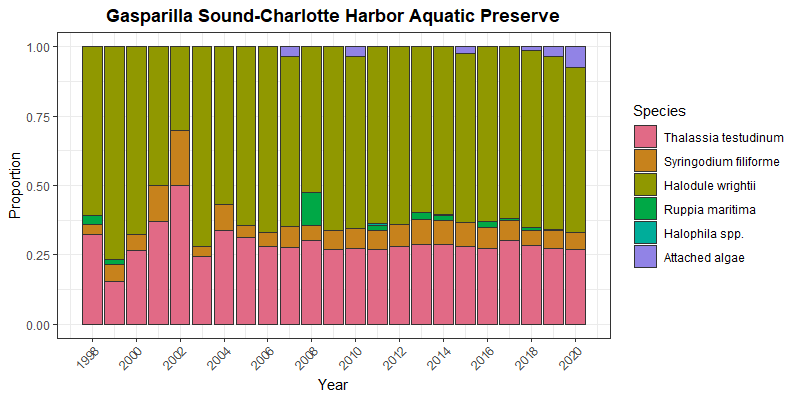 Gasparilla Sound-Charlotte Harbor Aquatic Preserve
1.00
0.75
0.50
0.25
0.00
Proportion
1998
2000
2002
2004
2006
2008
2010
2012
2014
2016
2018
2020
Year
Species
Thalassia testudinum
Syringodium filiforme
Halodule wrightii
Ruppia maritima
Halophila spp.
Attached algae